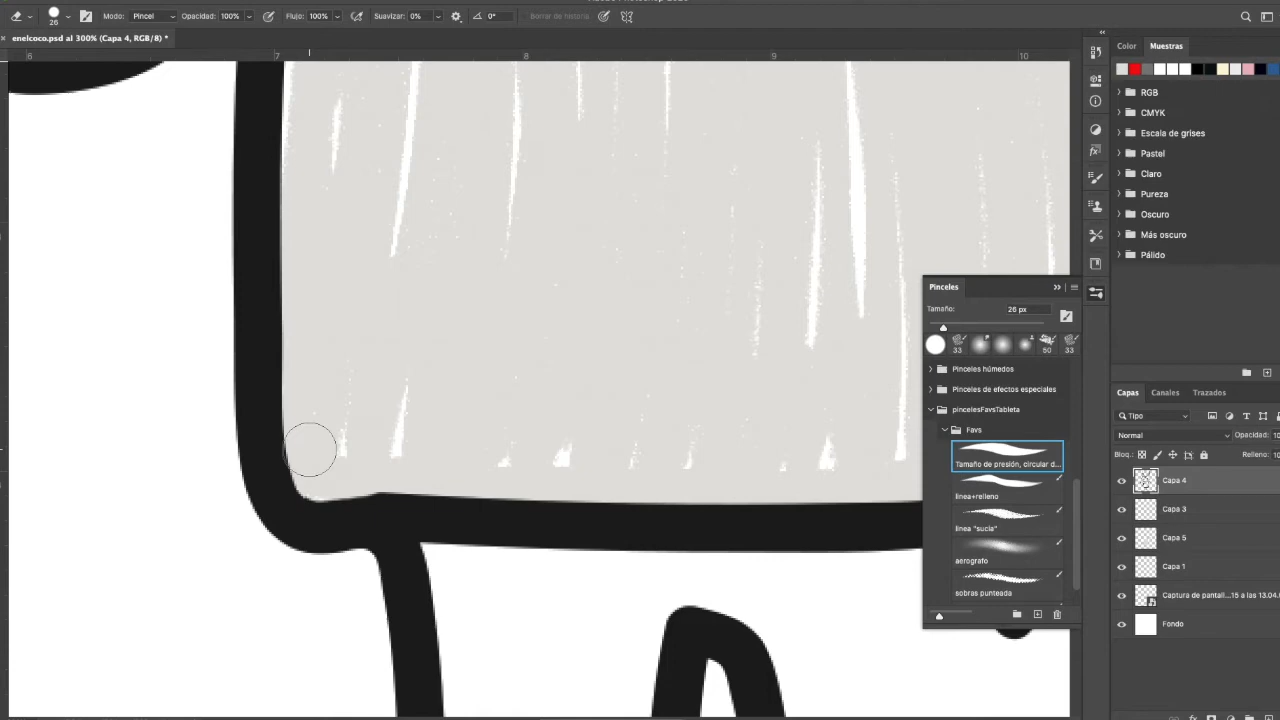 26
Modo: Pincel
Opacidad: 100%
Flujo: 100%
Suavizar: 0%
0°
Borrar de historia
enelcoco.psd al 300% (Capa 4, RGB/8) *
6
7
8
9
10
Color
Muestras
RGB
CMYK
Escala de grises
Pastel
Claro
Pureza
Oscuro
Más oscuro
Pálido
Pinceles
Tamaño:
26 px
33
50
33
Pinceles húmedos
Pinceles de efectos especiales
pincelesFavsTableta
Favs
Tamaño de presión, circular d...
linea+relleno
linea "sucia"
aerografo
sobras punteada
Capas
Canales
Trazados
Tipo
Normal
Opacidad: 10
Bloq.:
Relleno: 10
Capa 4
Capa 3
Capa 5
Capa 1
Captura de pantall...15 a las 13.04.
Fondo
fx